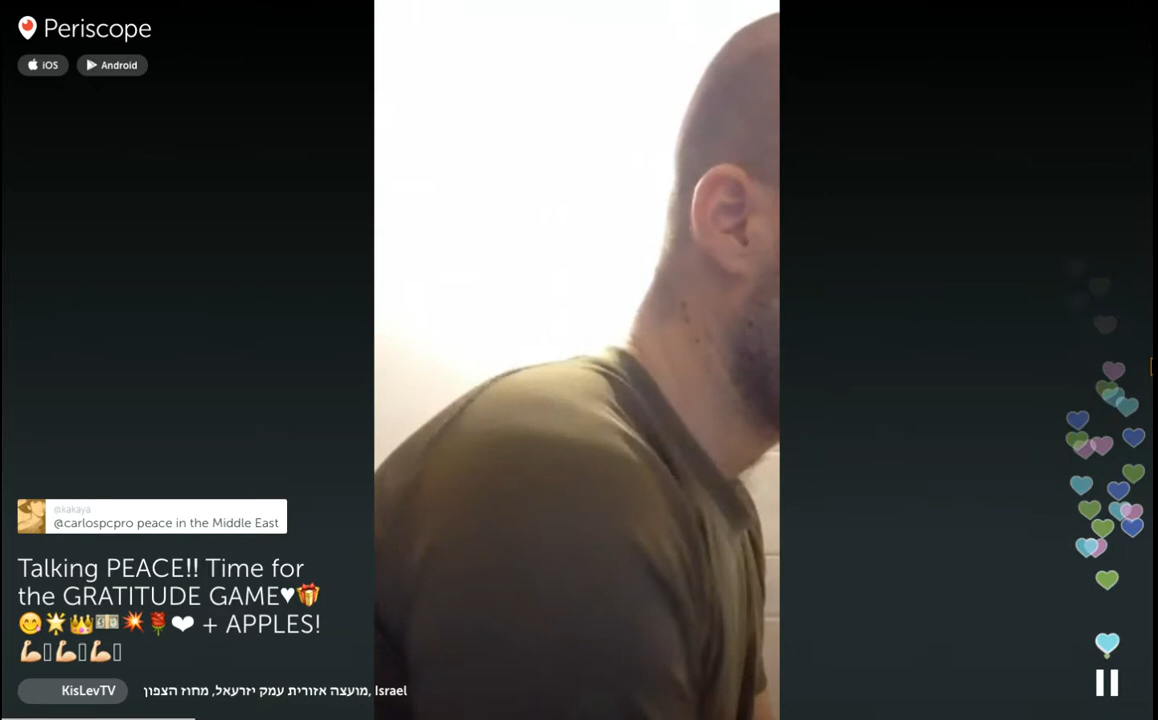 Periscope
iOS
Android
@kakaya
@carlospcpro peace in the Middle East
Talking PEACE!! Time for
the GRATITUDE GAME♥🎁
😋🌟👑💵💥🌹❤ + APPLES!
💪🏻💪🏻💪🏻
KisLevTV
מועצה אזורית עמק יזרעאל, מחוז הצפון, Israel